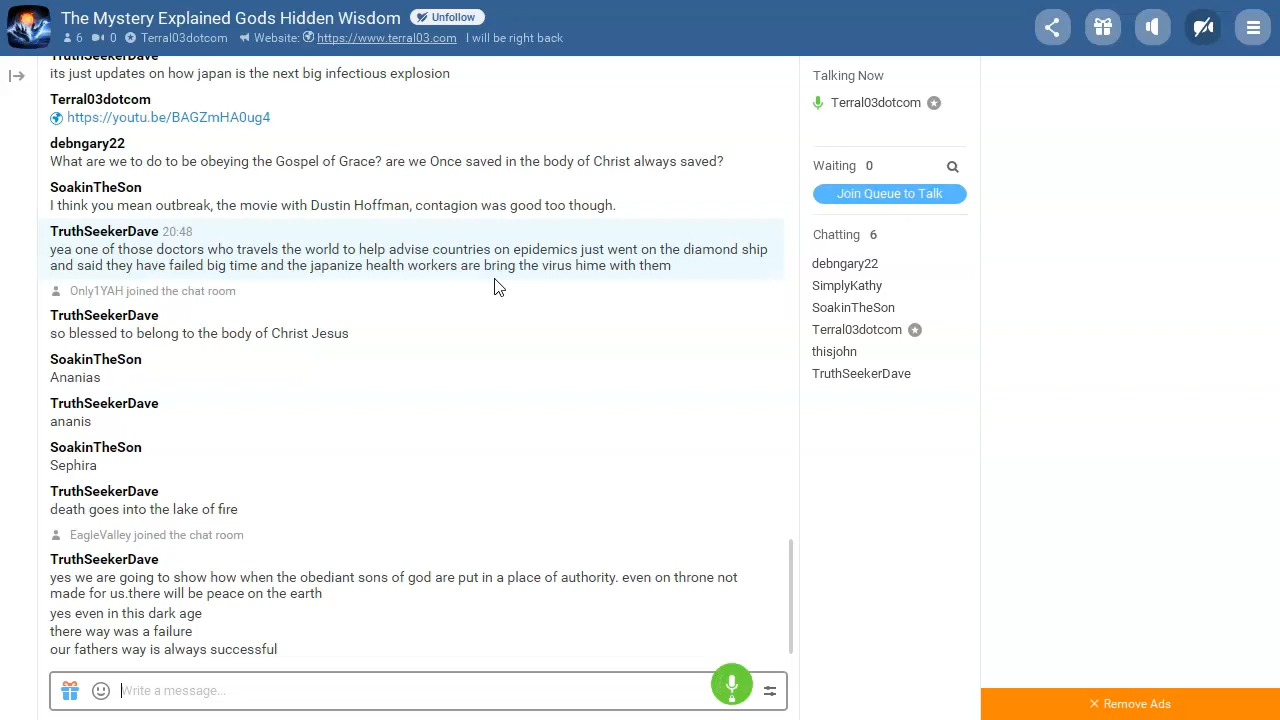 The Mystery Explained Gods Hidden Wisdom Unfollow
6 0 Terral03dotcom Website: https://www.terral03.com I will be right back
TruthSeekerDave
its just updates on how japan is the next big infectious explosion
Terral03dotcom
https://youtu.be/BAGZmHA0ug4
debngary22
What are we to do to be obeying the Gospel of Grace? are we Once saved in the body of Christ always saved?
SoakinTheSon
I think you mean outbreak, the movie with Dustin Hoffman, contagion was good too though.
TruthSeekerDave 20:48
yea one of those doctors who travels the world to help advise countries on epidemics just went on the diamond ship
and said they have failed big time and the japanize health workers are bring the virus hime with them
Only1YAH joined the chat room
TruthSeekerDave
so blessed to belong to the body of Christ Jesus
SoakinTheSon
Ananias
TruthSeekerDave
ananis
SoakinTheSon
Sephira
TruthSeekerDave
death goes into the lake of fire
EagleValley joined the chat room
TruthSeekerDave
yes we are going to show how when the obediant sons of god are put in a place of authority. even on throne not
made for us.there will be peace on the earth
yes even in this dark age
there way was a failure
our fathers way is always successful
Write a message...
Talking Now
Terral03dotcom
Waiting 0
Join Queue to Talk
Chatting 6
debngary22
SimplyKathy
SoakinTheSon
Terral03dotcom
thisjohn
TruthSeekerDave
Remove Ads